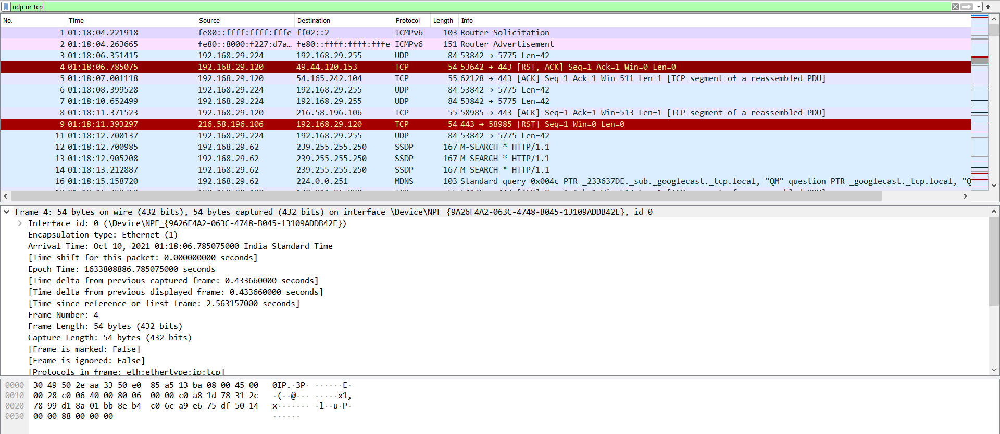 udp or tcp
No. Time Source Destination Protocol Length Info
1 01:18:04.221918 fe80::ffff:ffff:fffe ff02::2 ICMPv6 103 Router Solicitation
2 01:18:04.263665 fe80::8000:f227:d7a… fe80::ffff:ffff:fffe ICMPv6 151 Router Advertisement
3 01:18:06.351415 192.168.29.224 192.168.29.255 UDP 84 53842 → 5775 Len=42
4 01:18:06.785075 192.168.29.120 49.44.120.153 TCP 54 53642 → 443 [RST, ACK] Seq=1 Ack=1 Win=0 Len=0
5 01:18:07.001118 192.168.29.120 54.165.242.104 TCP 55 62128 → 443 [ACK] Seq=1 Ack=1 Win=511 Len=1 [TCP segment of a reassembled PDU]
6 01:18:08.399528 192.168.29.224 192.168.29.255 UDP 84 53842 → 5775 Len=42
7 01:18:10.652499 192.168.29.224 192.168.29.255 UDP 84 53842 → 5775 Len=42
8 01:18:11.371523 192.168.29.120 216.58.196.106 TCP 55 58985 → 443 [ACK] Seq=1 Ack=1 Win=513 Len=1 [TCP segment of a reassembled PDU]
9 01:18:11.393297 216.58.196.106 192.168.29.120 TCP 54 443 → 58985 [RST] Seq=1 Win=0 Len=0
11 01:18:12.700137 192.168.29.224 192.168.29.255 UDP 84 53842 → 5775 Len=42
12 01:18:12.700985 192.168.29.62 239.255.255.250 SSDP 167 M-SEARCH * HTTP/1.1
13 01:18:12.905208 192.168.29.62 239.255.255.250 SSDP 167 M-SEARCH * HTTP/1.1
14 01:18:13.212887 192.168.29.62 239.255.255.250 SSDP 167 M-SEARCH * HTTP/1.1
16 01:18:15.158720 192.168.29.62 224.0.0.251 MDNS 103 Standard query 0x004c PTR _233637DE._sub._googlecast._tcp.local, "QM" question PTR _googlecast._tcp.local, "Q
Frame 4: 54 bytes on wire (432 bits), 54 bytes captured (432 bits) on interface \Device\NPF_{9A26F4A2-063C-4748-B045-13109ADDB42E}, id 0
Interface id: 0 (\Device\NPF_{9A26F4A2-063C-4748-B045-13109ADDB42E})
Encapsulation type: Ethernet (1)
Arrival Time: Oct 10, 2021 01:18:06.785075000 India Standard Time
[Time shift for this packet: 0.000000000 seconds]
Epoch Time: 1633808886.785075000 seconds
[Time delta from previous captured frame: 0.433660000 seconds]
[Time delta from previous displayed frame: 0.433660000 seconds]
[Time since reference or first frame: 2.563157000 seconds]
Frame Number: 4
Frame Length: 54 bytes (432 bits)
Capture Length: 54 bytes (432 bits)
[Frame is marked: False]
[Frame is ignored: False]
[Protocols in frame: eth:ethertype:ip:tcp]
0000 30 49 50 2e aa 33 50 e0 85 a5 13 ba 08 00 45 00 0IP.·3P· ······E·
0010 00 28 c0 06 40 00 80 06 00 00 c0 a8 1d 78 31 2c ·(··@··· ·····x1,
0020 78 99 d1 8a 01 bb 8e b4 c0 6c a9 e6 75 df 50 14 x······· ·l··u·P·
0030 00 00 88 00 00 00 ······